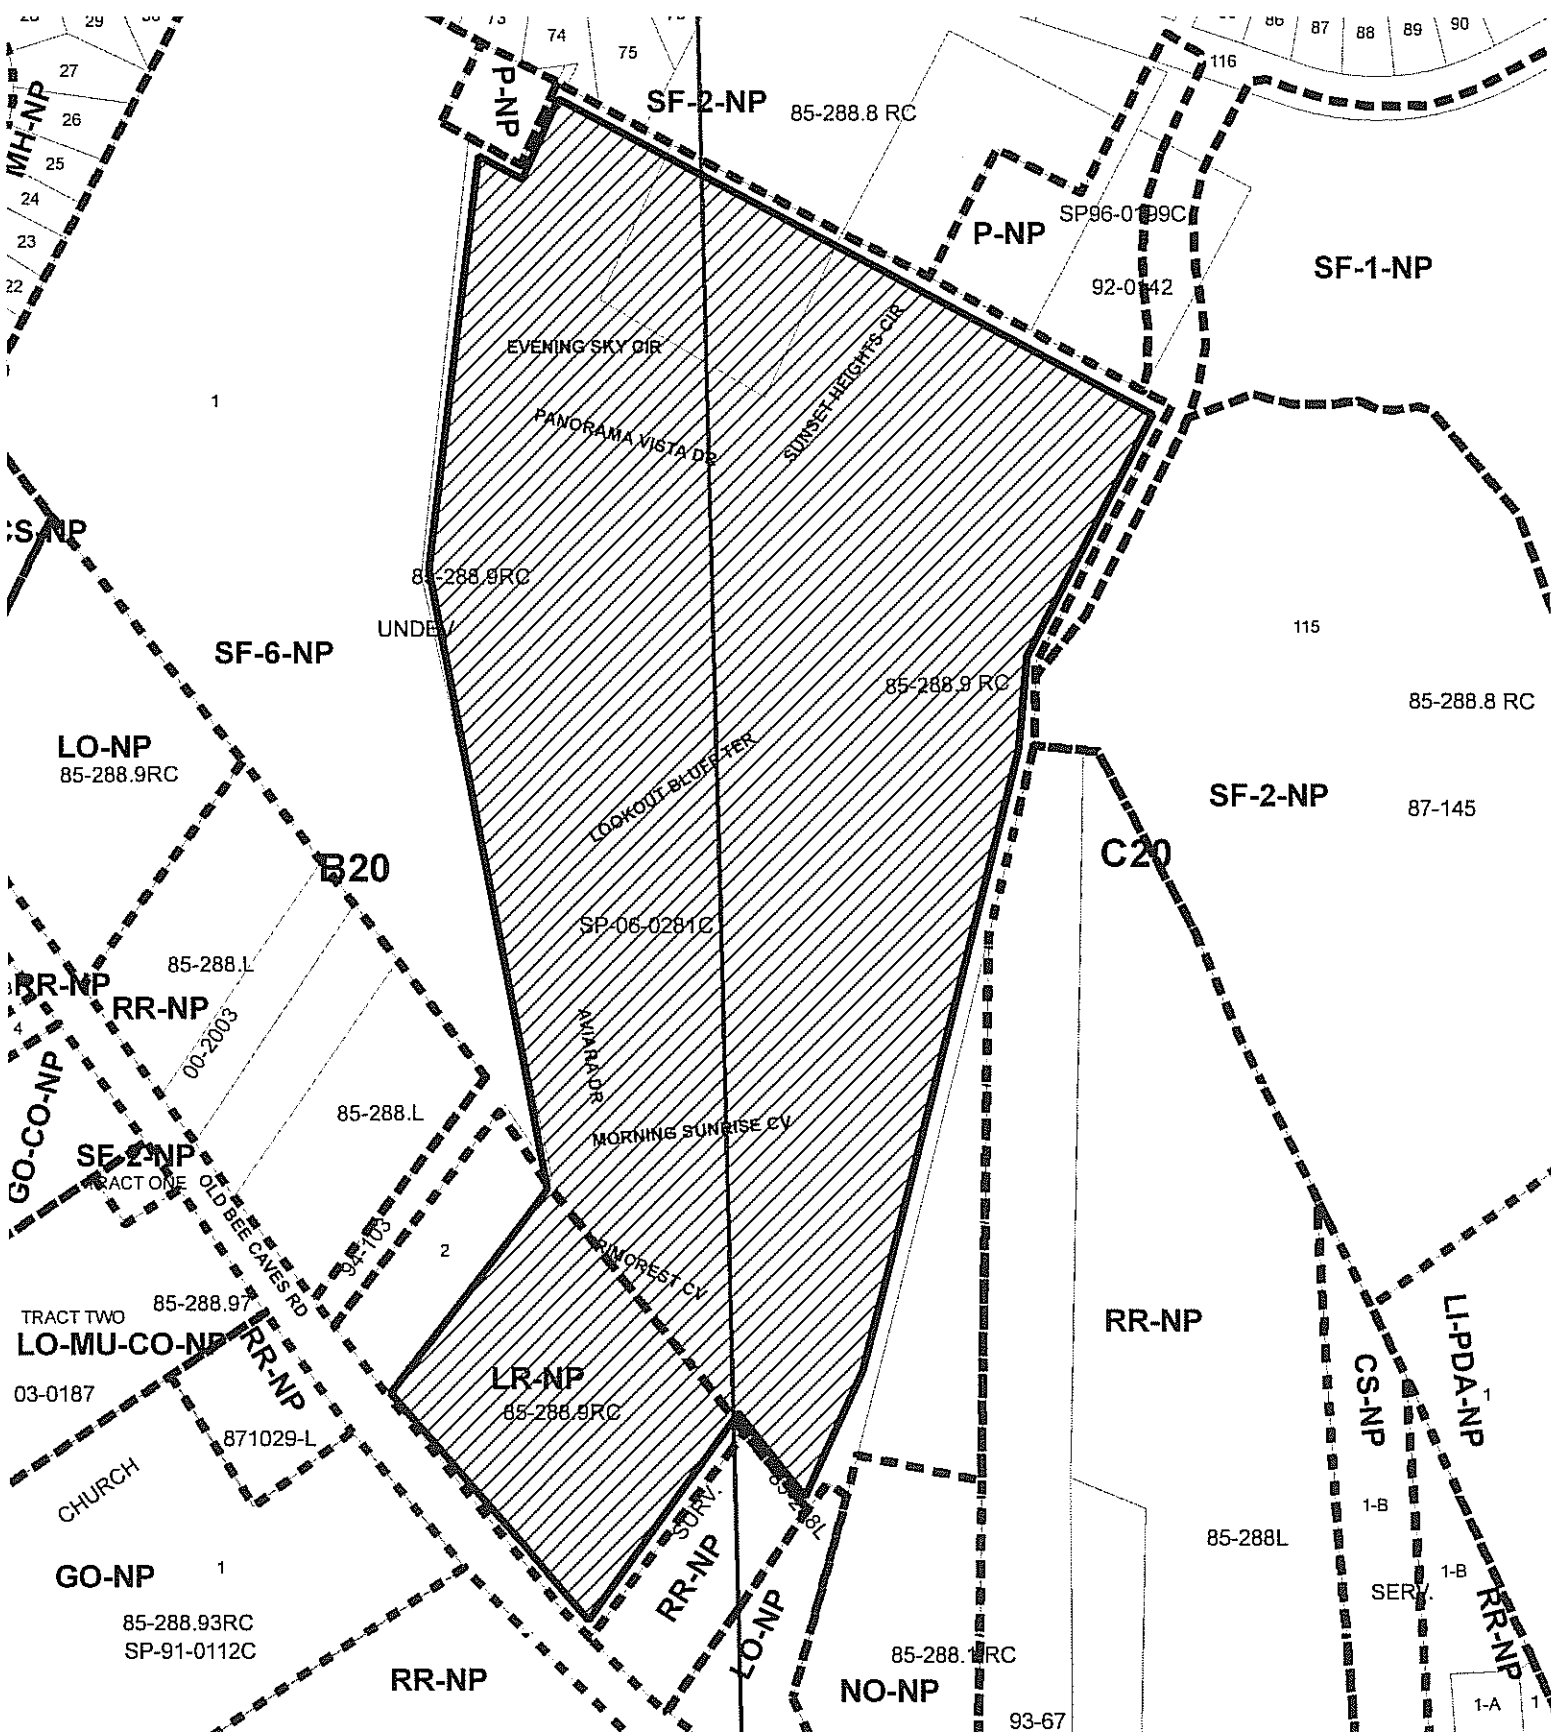 29
73
74
75
86
87
88
89
90
116
27
26
25
24
23
22
MH-NP
P-NP
SF-2-NP
85-288.8 RC
P-NP
SP96-0199C
92-0142
SF-1-NP
EVENING SKY CIR
SUNSET HEIGHTS CIR
PANORAMA VISTA DR
1
CS-NP
85-288.9RC
UNDEV
SF-6-NP
115
85-288.9 RC
85-288.8 RC
LO-NP
85-288.9RC
LOOKOUT BLUFF TER
SF-2-NP
87-145
B20
C20
SP-06-0281C
85-288.L
RR-NP
RR-NP
4
00-2003
AVIARA DR
85-288.L
MORNING SUNRISE CV
GO-CO-NP
SF-2-NP
TRACT ONE
OLD BEE CAVES RD
94-103
2
RIMCREST CV
85-288.97
TRACT TWO
LO-MU-CO-NP
RR-NP
03-0187
LR-NP
85-288.9RC
RR-NP
CS-NP
LI-PDA-NP
1
871029-L
CHURCH
SURV.
85-288L
RR-NP
1-B
85-288L
GO-NP
1
1-B
SERV.
RR-NP
85-288.93RC
SP-91-0112C
RR-NP
LO-NP
85-288.1 RC
NO-NP
93-67
1-A
1